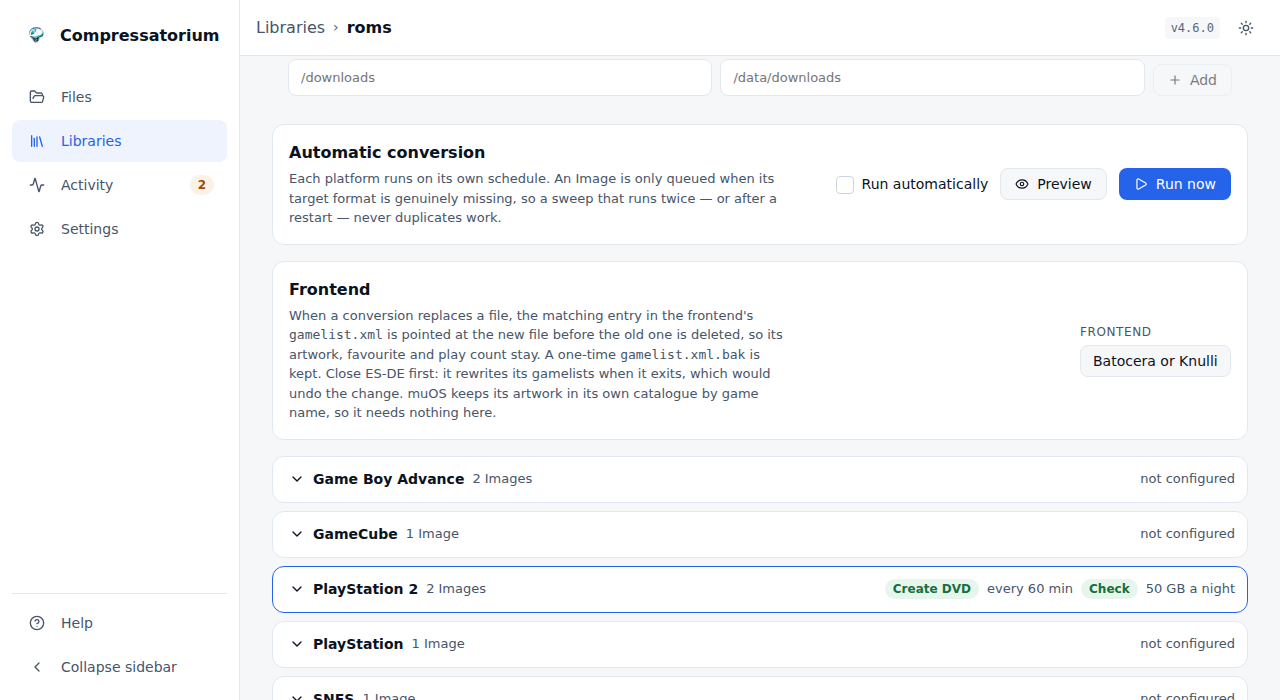 Compressatorium
Libraries › roms
v4.6.0
Files
Libraries
Activity 2
Settings
Help
Collapse sidebar
/downloads
/data/downloads
Add
Automatic conversion
Each platform runs on its own schedule. An Image is only queued when its
target format is genuinely missing, so a sweep that runs twice — or after a
restart — never duplicates work.
Run automatically
Preview
Run now
Frontend
When a conversion replaces a file, the matching entry in the frontend's
gamelist.xml is pointed at the new file before the old one is deleted, so its
artwork, favourite and play count stay. A one-time gamelist.xml.bak is
kept. Close ES-DE first: it rewrites its gamelists when it exits, which would
undo the change. muOS keeps its artwork in its own catalogue by game
name, so it needs nothing here.
FRONTEND
Batocera or Knulli
Game Boy Advance 2 Images not configured
GameCube 1 Image not configured
PlayStation 2 2 Images Create DVD every 60 min Check 50 GB a night
PlayStation 1 Image not configured
SNES 1 Image not configured